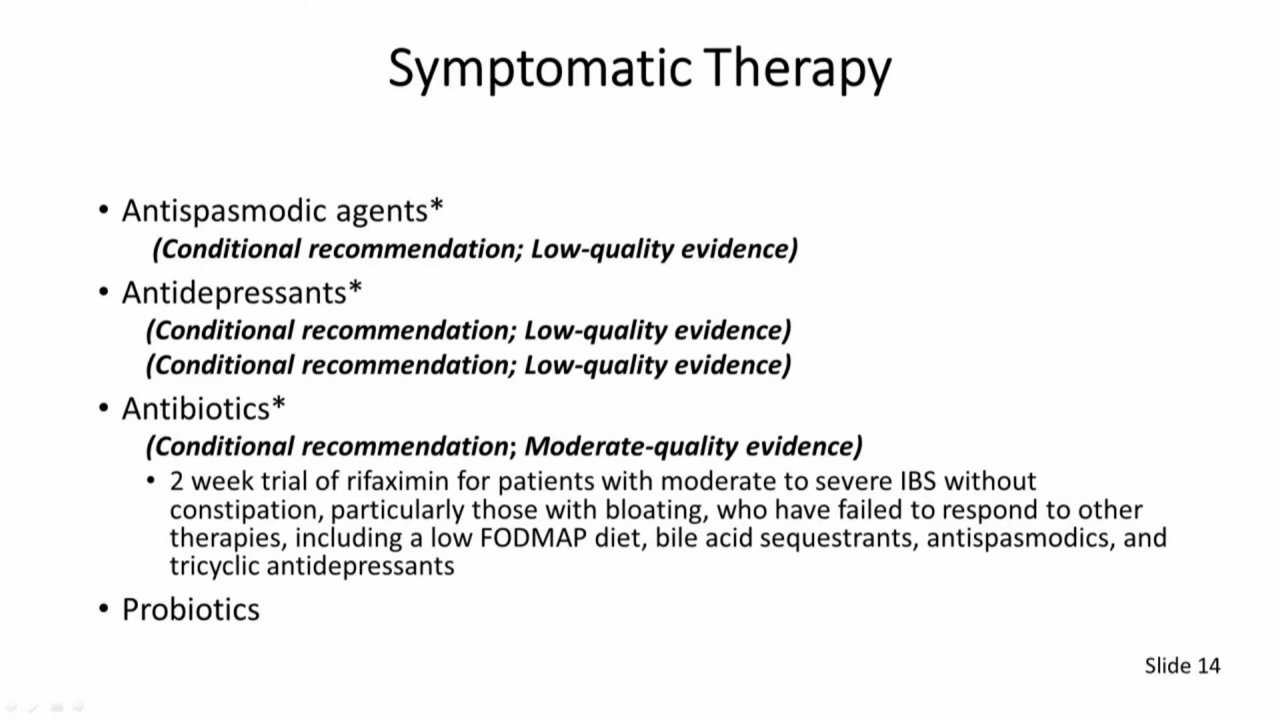 Symptomatic Therapy
• Antispasmodic agents*
(Conditional recommendation; Low-quality evidence)
• Antidepressants*
(Conditional recommendation; Low-quality evidence)
(Conditional recommendation; Low-quality evidence)
• Antibiotics*
(Conditional recommendation; Moderate-quality evidence)
• 2 week trial of rifaximin for patients with moderate to severe IBS without
constipation, particularly those with bloating, who have failed to respond to other
therapies, including a low FODMAP diet, bile acid sequestrants, antispasmodics, and
tricyclic antidepressants
• Probiotics
Slide 14